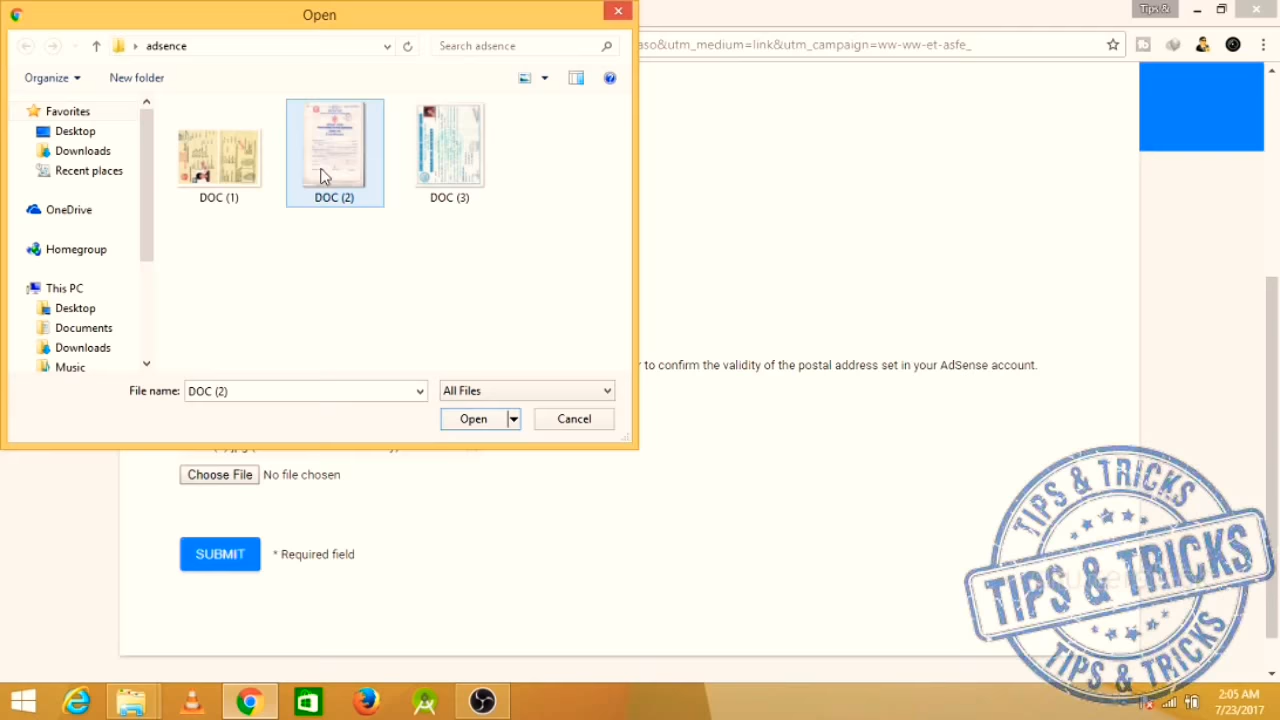 Open
Tips &
adsence
Search adsence
aso&utm_medium=link&utm_campaign=ww-ww-et-asfe_
Organize
New folder
Favorites
Desktop
Downloads
Recent places
OneDrive
Homegroup
This PC
Desktop
Documents
Downloads
Music
DOC (1)
DOC (2)
DOC (3)
File name:
DOC (2)
All Files
Open
Cancel
to confirm the validity of the postal address set in your AdSense account.
Choose File
No file chosen
SUBMIT
* Required field
TIPS & TRICKS
TIPS & TRICKS
TIPS & TRICKS
2:05 AM
7/23/2017